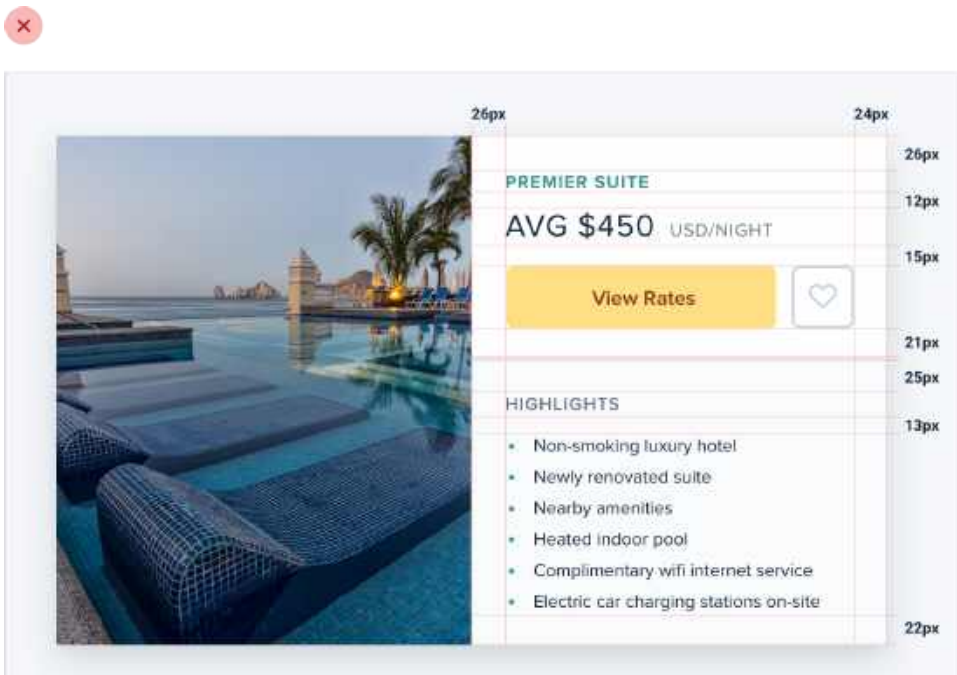 26px
24px
26px
PREMIER SUITE
12px
AVG $450 USD/NIGHT
15px
View Rates
21px
25px
HIGHLIGHTS
13px
Non-smoking luxury hotel
Newly renovated suite
Nearby amenities
Heated indoor pool
Complimentary wifi internet service
Electric car charging stations on-site
22px